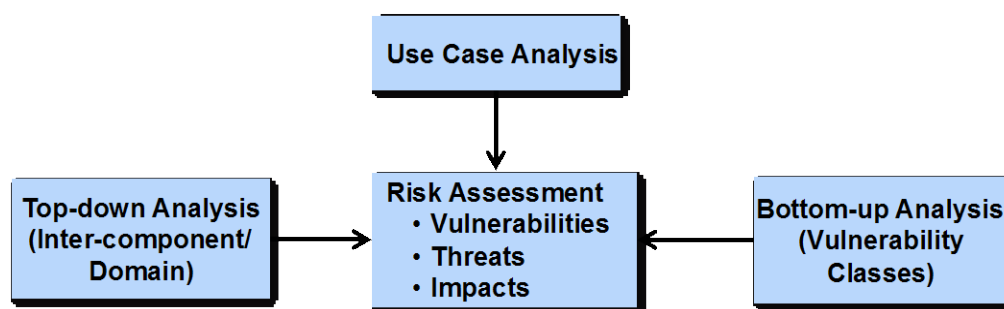 Use Case Analysis
Top-down Analysis
(Inter-component/
Domain)
Risk Assessment
• Vulnerabilities
• Threats
• Impacts
Bottom-up Analysis
(Vulnerability
Classes)